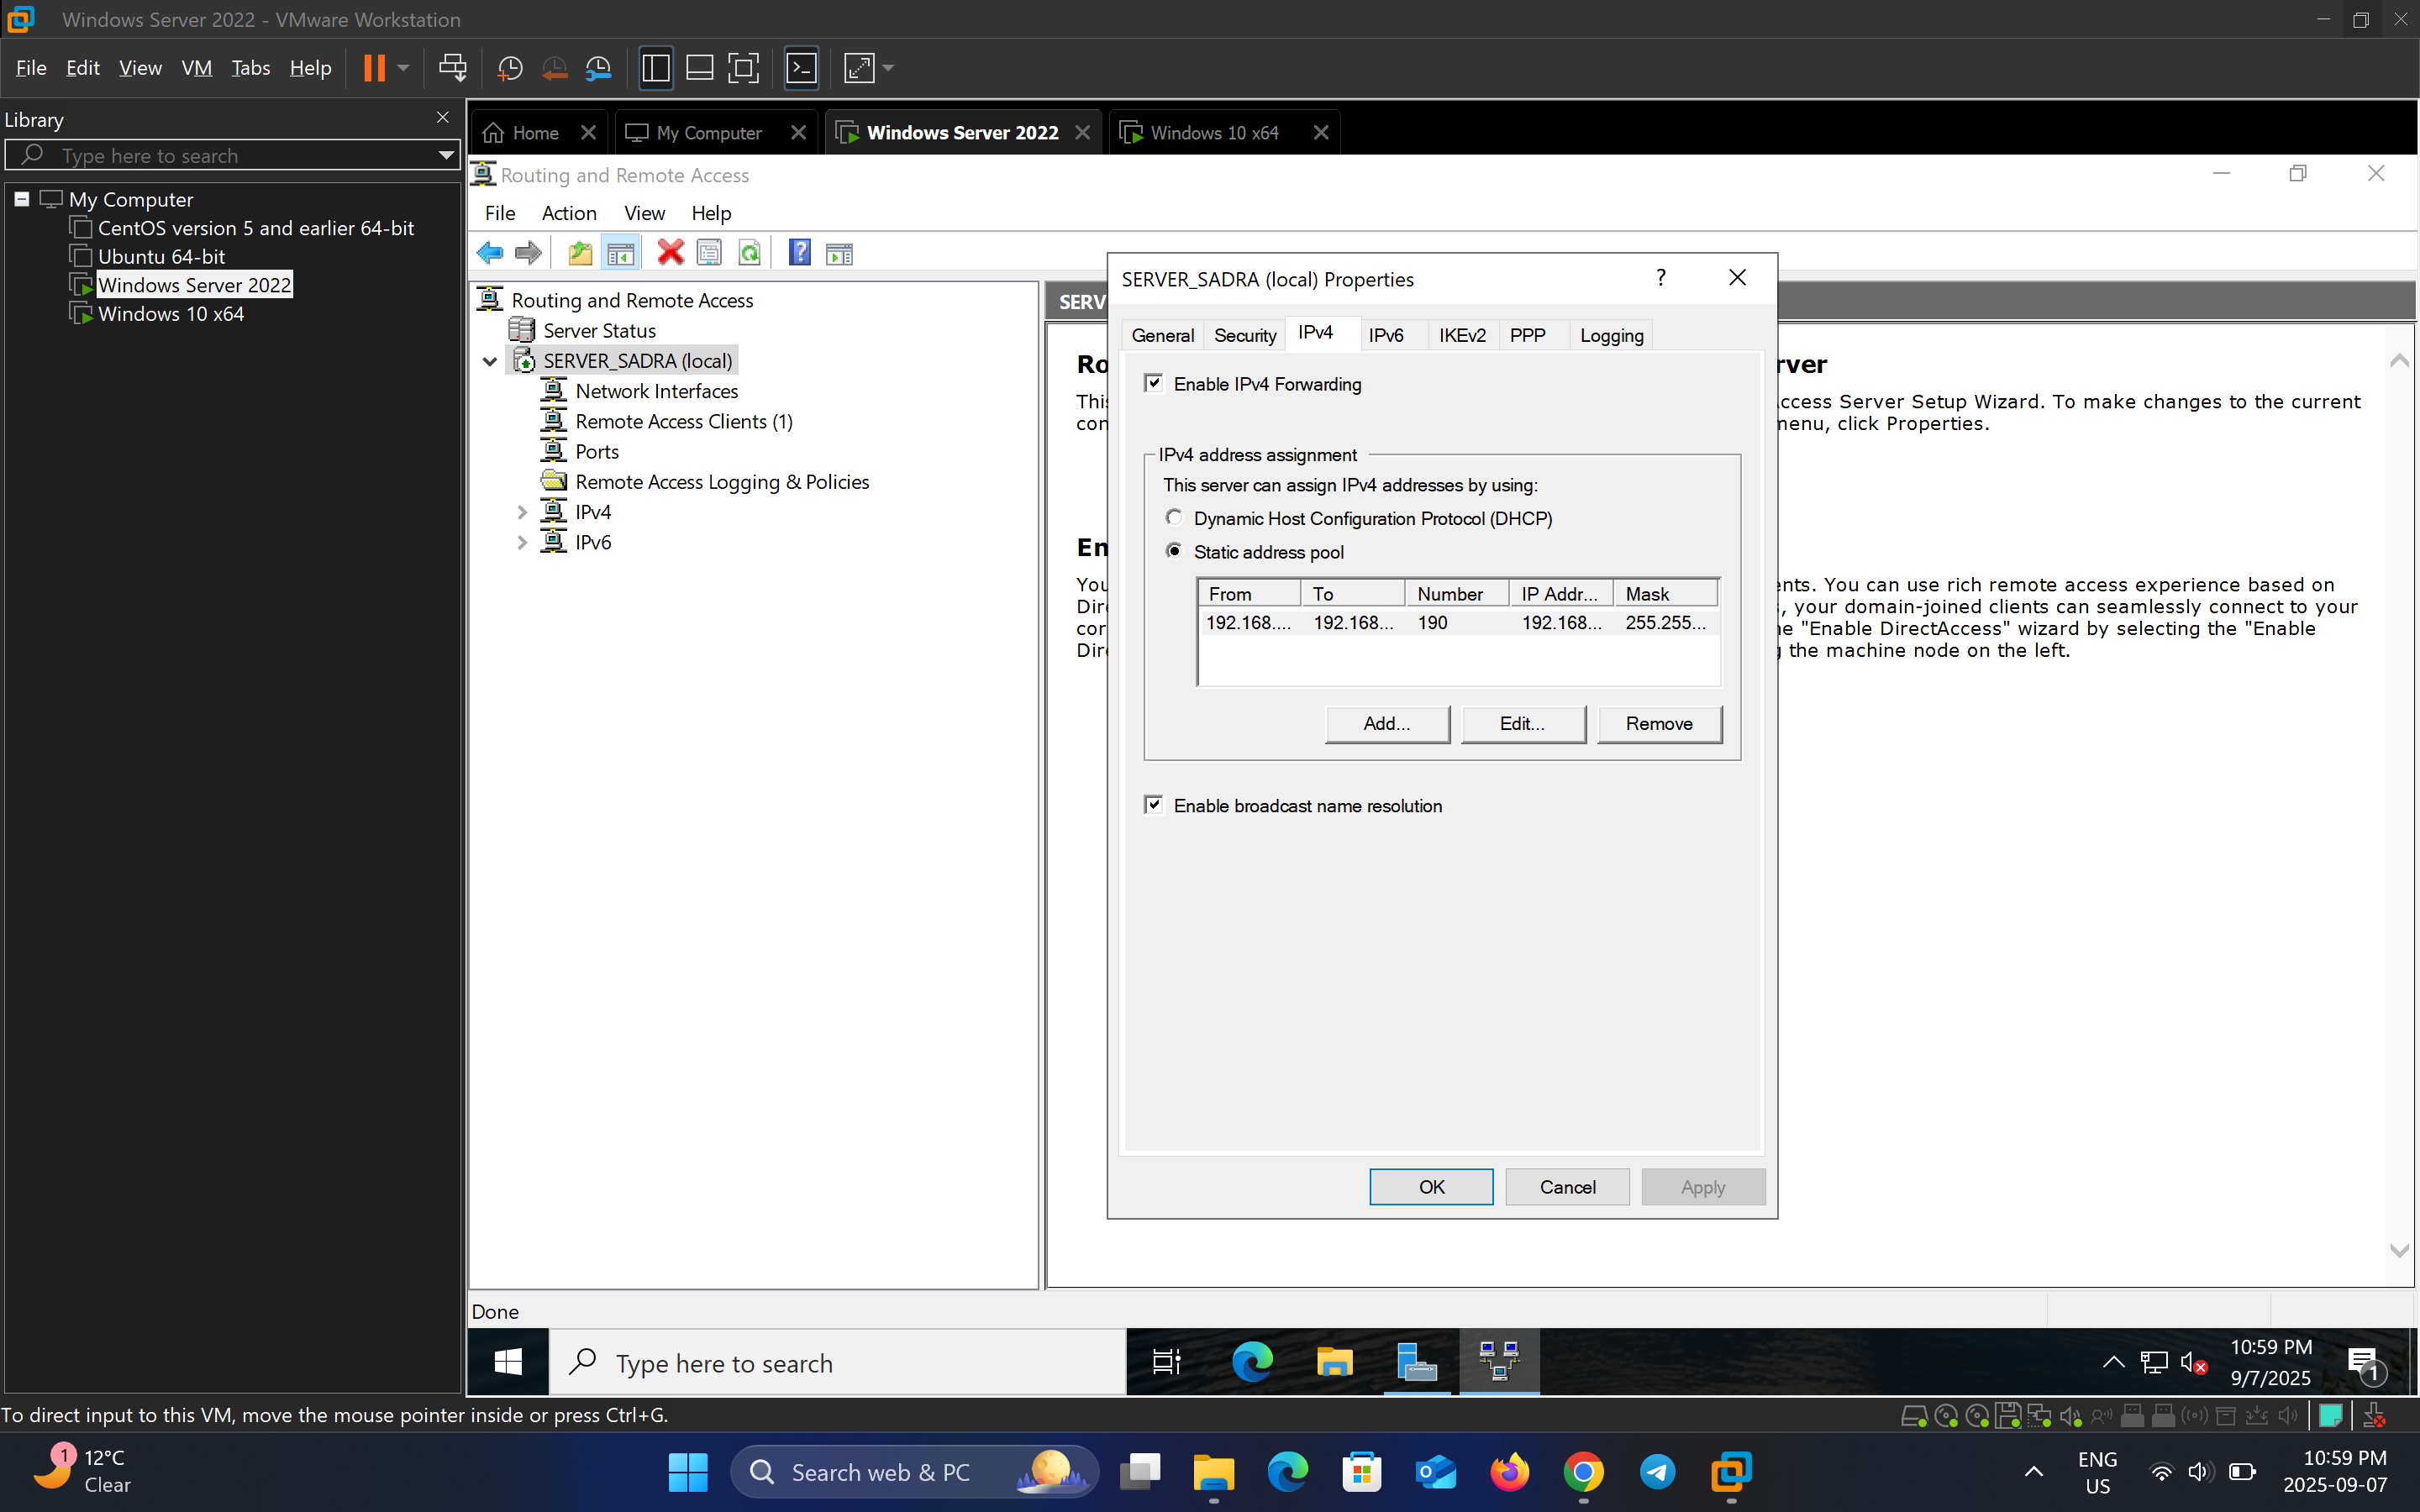 Windows Server 2022 - VMware Workstation
File Edit View VM Tabs Help
Library
Type here to search
My Computer
CentOS version 5 and earlier 64-bit
Ubuntu 64-bit
Windows Server 2022
Windows 10 x64
Home
My Computer
Windows Server 2022
Windows 10 x64
Routing and Remote Access
File Action View Help
Routing and Remote Access
Server Status
SERVER_SADRA (local)
Network Interfaces
Remote Access Clients (1)
Ports
Remote Access Logging & Policies
IPv4
IPv6
SERV
Ro
rver
This
ccess Server Setup Wizard. To make changes to the current
con
nenu, click Properties.
En
You
ents. You can use rich remote access experience based on
Dire
, your domain-joined clients can seamlessly connect to your
cor
ne "Enable DirectAccess" wizard by selecting the "Enable
Dire
g the machine node on the left.
SERVER_SADRA (local) Properties
?
General Security IPv4 IPv6 IKEv2 PPP Logging
Enable IPv4 Forwarding
IPv4 address assignment
This server can assign IPv4 addresses by using:
Dynamic Host Configuration Protocol (DHCP)
Static address pool
From To Number IP Addr... Mask
192.168.... 192.168... 190 192.168... 255.255...
Add... Edit... Remove
Enable broadcast name resolution
OK Cancel Apply
Done
Type here to search
10:59 PM
9/7/2025
1
To direct input to this VM, move the mouse pointer inside or press Ctrl+G.
1
12°C
Clear
Search web & PC
ENG
US
10:59 PM
2025-09-07